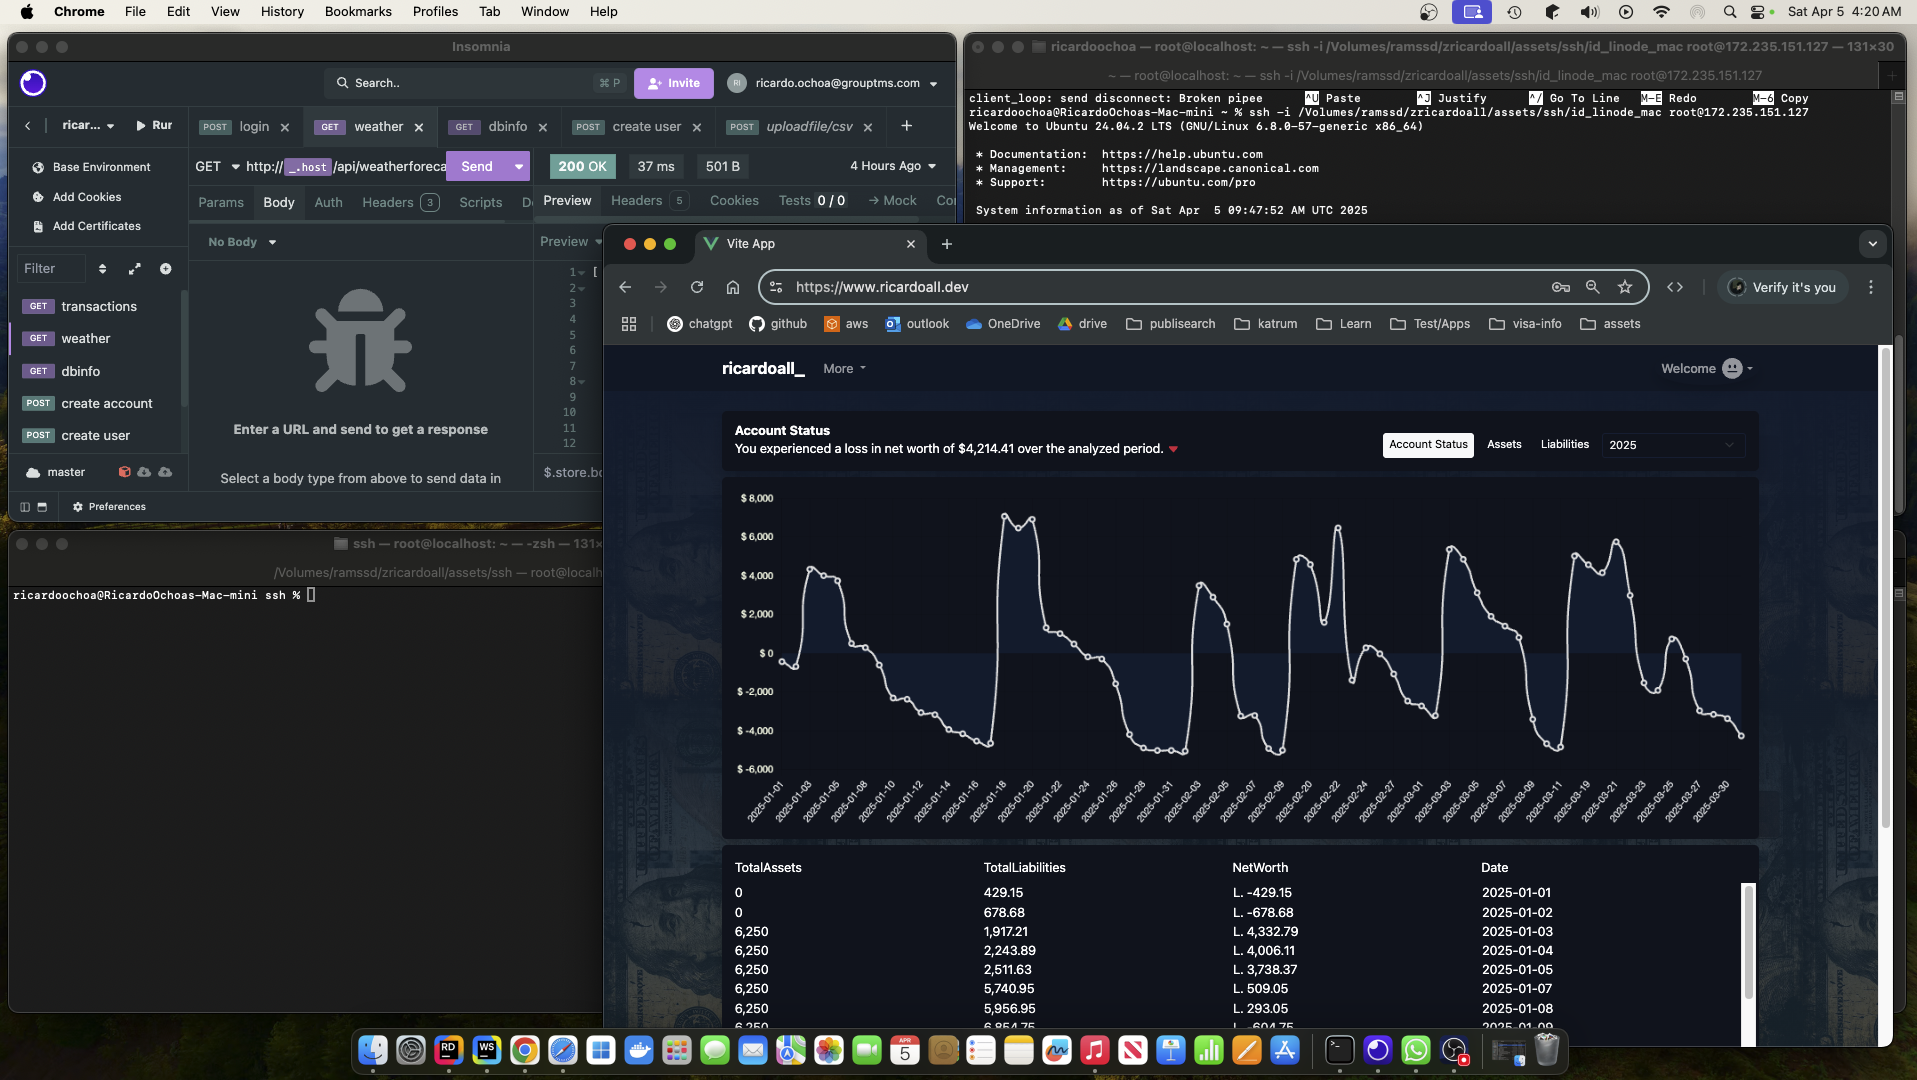 Chrome File Edit View History Bookmarks Profiles Tab Window Help Sat Apr 5 4:20 AM
Insomnia
Search.. ⌘ P Invite RI ricardo.ochoa@grouptms.com
ricar... Run
POST login GET weather GET dbinfo POST create user POST uploadfile/csv
Base Environment
Add Cookies
Add Certificates
GET http:// _.host /api/weatherforeca Send 200 OK 37 ms 501 B 4 Hours Ago
Params Body Auth Headers 3 Scripts D
Preview Headers 5 Cookies Tests 0 / 0 → Mock Co
No Body
Preview
Filter
GET transactions
GET weather
GET dbinfo
POST create account
POST create user
Enter a URL and send to get a response
Select a body type from above to send data in
1 [
2
3
4
5
6
7
8
9
10
11
12
$.store.bo
master
Preferences
ricardoochoa — root@localhost: ~ — ssh -i /Volumes/ramssd/zricardoall/assets/ssh/id_linode_mac root@172.235.151.127 — 131×30
~ — root@localhost: ~ — ssh -i /Volumes/ramssd/zricardoall/assets/ssh/id_linode_mac root@172.235.151.127
client_loop: send disconnect: Broken pipee ^U Paste ^J Justify ^/ Go To Line M-E Redo M-6 Copy
ricardoochoa@RicardoOchoas-Mac-mini ~ % ssh -i /Volumes/ramssd/zricardoall/assets/ssh/id_linode_mac root@172.235.151.127
Welcome to Ubuntu 24.04.2 LTS (GNU/Linux 6.8.0-57-generic x86_64)
* Documentation: https://help.ubuntu.com
* Management: https://landscape.canonical.com
* Support: https://ubuntu.com/pro
System information as of Sat Apr 5 09:47:52 AM UTC 2025
ssh — root@localhost: ~ — -zsh — 131×
/Volumes/ramssd/zricardoall/assets/ssh — root@localh
ricardoochoa@RicardoOchoas-Mac-mini ssh %
Vite App
https://www.ricardoall.dev Verify it's you
chatgpt github aws outlook OneDrive drive publisearch katrum Learn Test/Apps visa-info assets
ricardoall_ More Welcome
Account Status
You experienced a loss in net worth of $4,214.41 over the analyzed period.
Account Status Assets Liabilities 2025
$ 8,000
$ 6,000
$ 4,000
$ 2,000
$ 0
$ -2,000
$ -4,000
$ -6,000
2025-01-01 2025-01-03 2025-01-05 2025-01-08 2025-01-10 2025-01-12 2025-01-14 2025-01-16 2025-01-18 2025-01-20 2025-01-22 2025-01-24 2025-01-26 2025-01-28 2025-01-31 2025-02-03 2025-02-05 2025-02-07 2025-02-09 2025-02-20 2025-02-22 2025-02-24 2025-02-27 2025-03-01 2025-03-03 2025-03-05 2025-03-07 2025-03-09 2025-03-11 2025-03-19 2025-03-21 2025-03-23 2025-03-25 2025-03-27 2025-03-30
TotalAssets TotalLiabilities NetWorth Date
0 429.15 L. -429.15 2025-01-01
0 678.68 L. -678.68 2025-01-02
6,250 1,917.21 L. 4,332.79 2025-01-03
6,250 2,243.89 L. 4,006.11 2025-01-04
6,250 2,511.63 L. 3,738.37 2025-01-05
6,250 5,740.95 L. 509.05 2025-01-07
6,250 5,956.95 L. 293.05 2025-01-08
6,250 6,854.75 L. -604.75 2025-01-09
RD WS APR 5